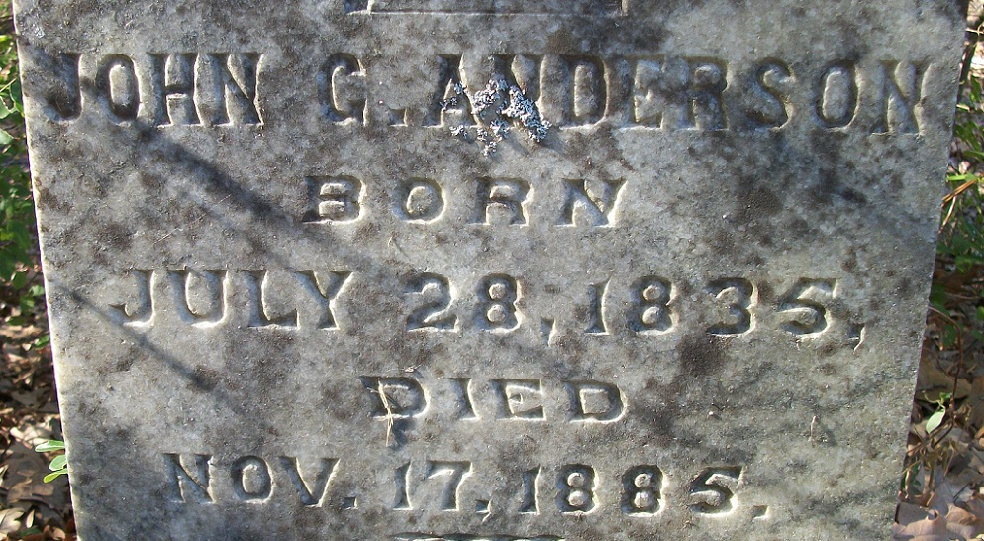 JOHN G. ANDERSON
BORN
JULY 28, 1835,
DIED
NOV. 17, 1885.